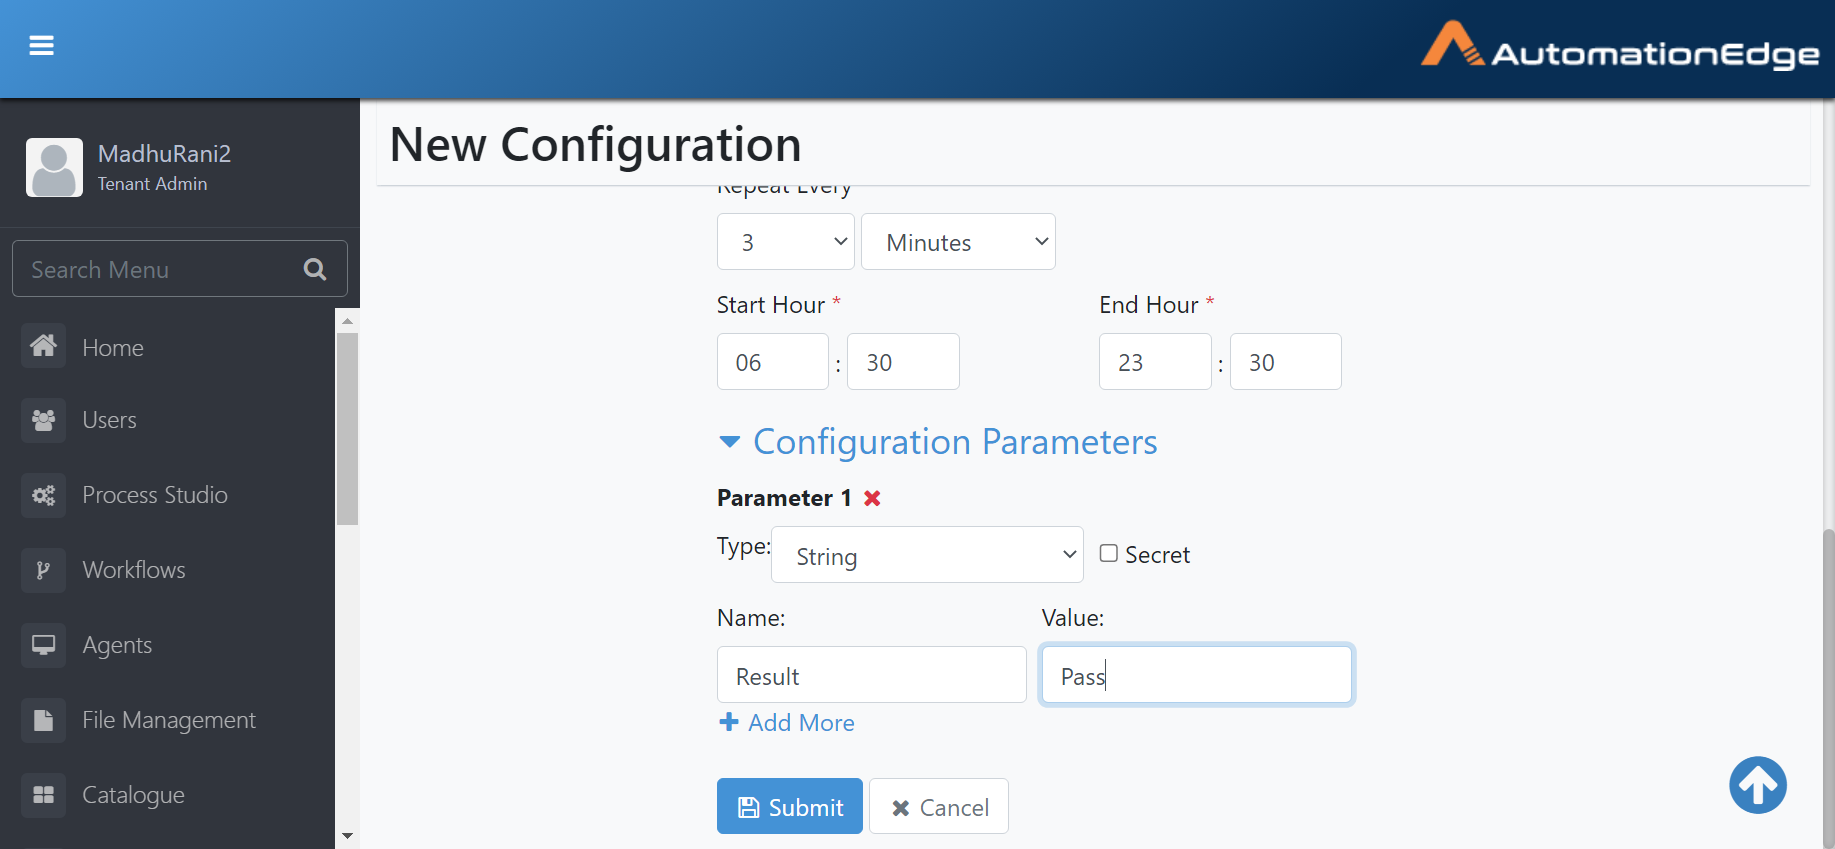 AutomationEdge
MadhuRani2
Tenant Admin
Search Menu
Home
Users
Process Studio
Workflows
Agents
File Management
Catalogue
New Configuration
Repeat Every
3 Minutes
Start Hour * End Hour *
06 : 30 23 : 30
Configuration Parameters
Parameter 1
Type: String Secret
Name: Value:
Result Pass
Add More
Submit Cancel